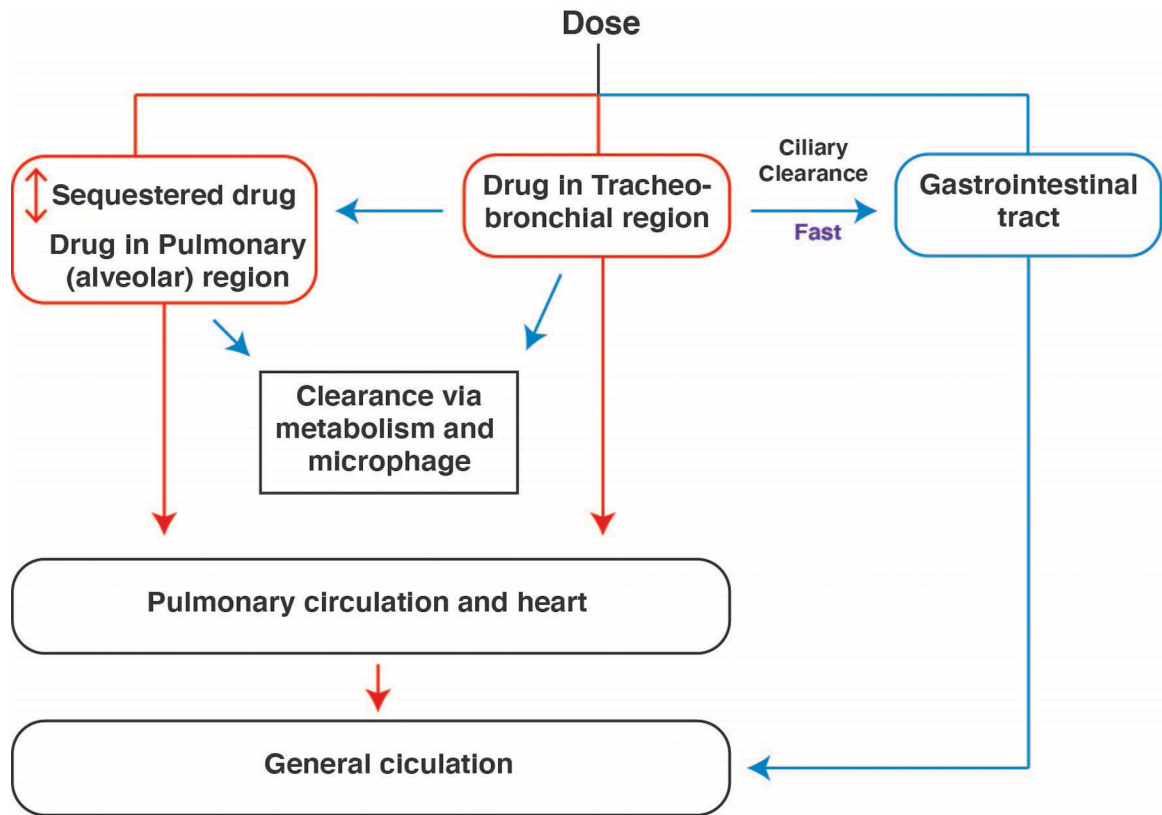 Dose
Sequestered drug
Drug in Pulmonary
(alveolar) region
Drug in Tracheo-
bronchial region
Ciliary
Clearance
Fast
Gastrointestinal
tract
Clearance via
metabolism and
microphage
Pulmonary circulation and heart
General ciculation